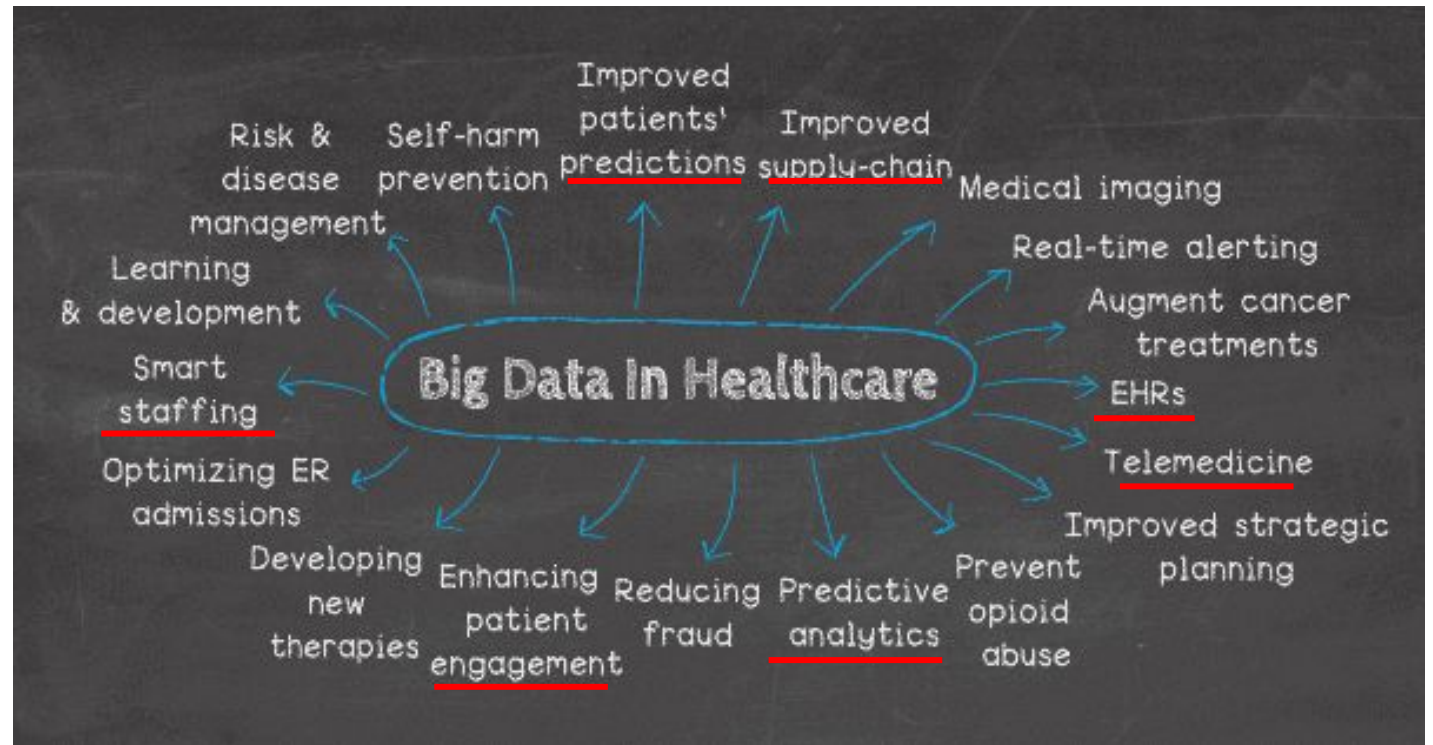 Improved
patients'
predictions
Improved
supply-chain
Risk &
disease
management
Self-harm
prevention
Medical imaging
Learning
& development
Real-time alerting
Augment cancer
treatments
Smart
staffing
Big Data In Healthcare
EHRs
Optimizing ER
admissions
Telemedicine
Improved strategic
planning
Developing
new
therapies
Enhancing
patient
engagement
Reducing
fraud
Predictive
analytics
Prevent
opioid
abuse